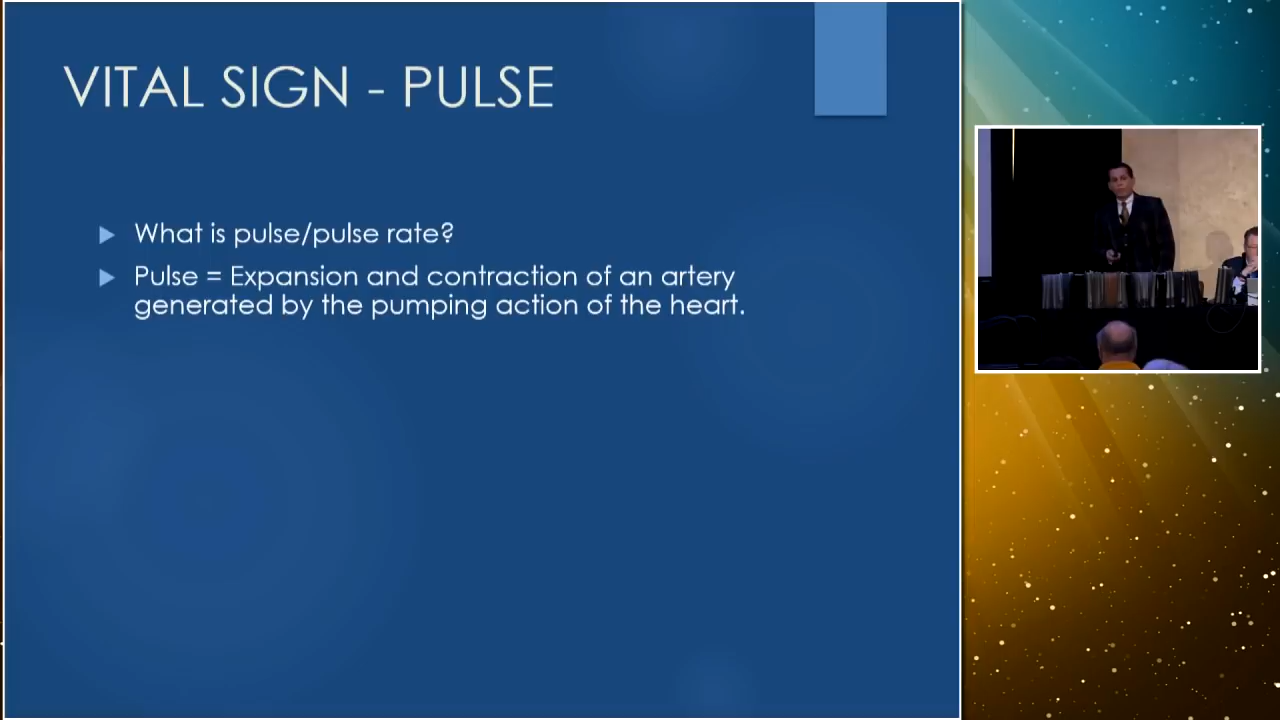 VITAL SIGN - PULSE
What is pulse/pulse rate?
Pulse = Expansion and contraction of an artery
generated by the pumping action of the heart.